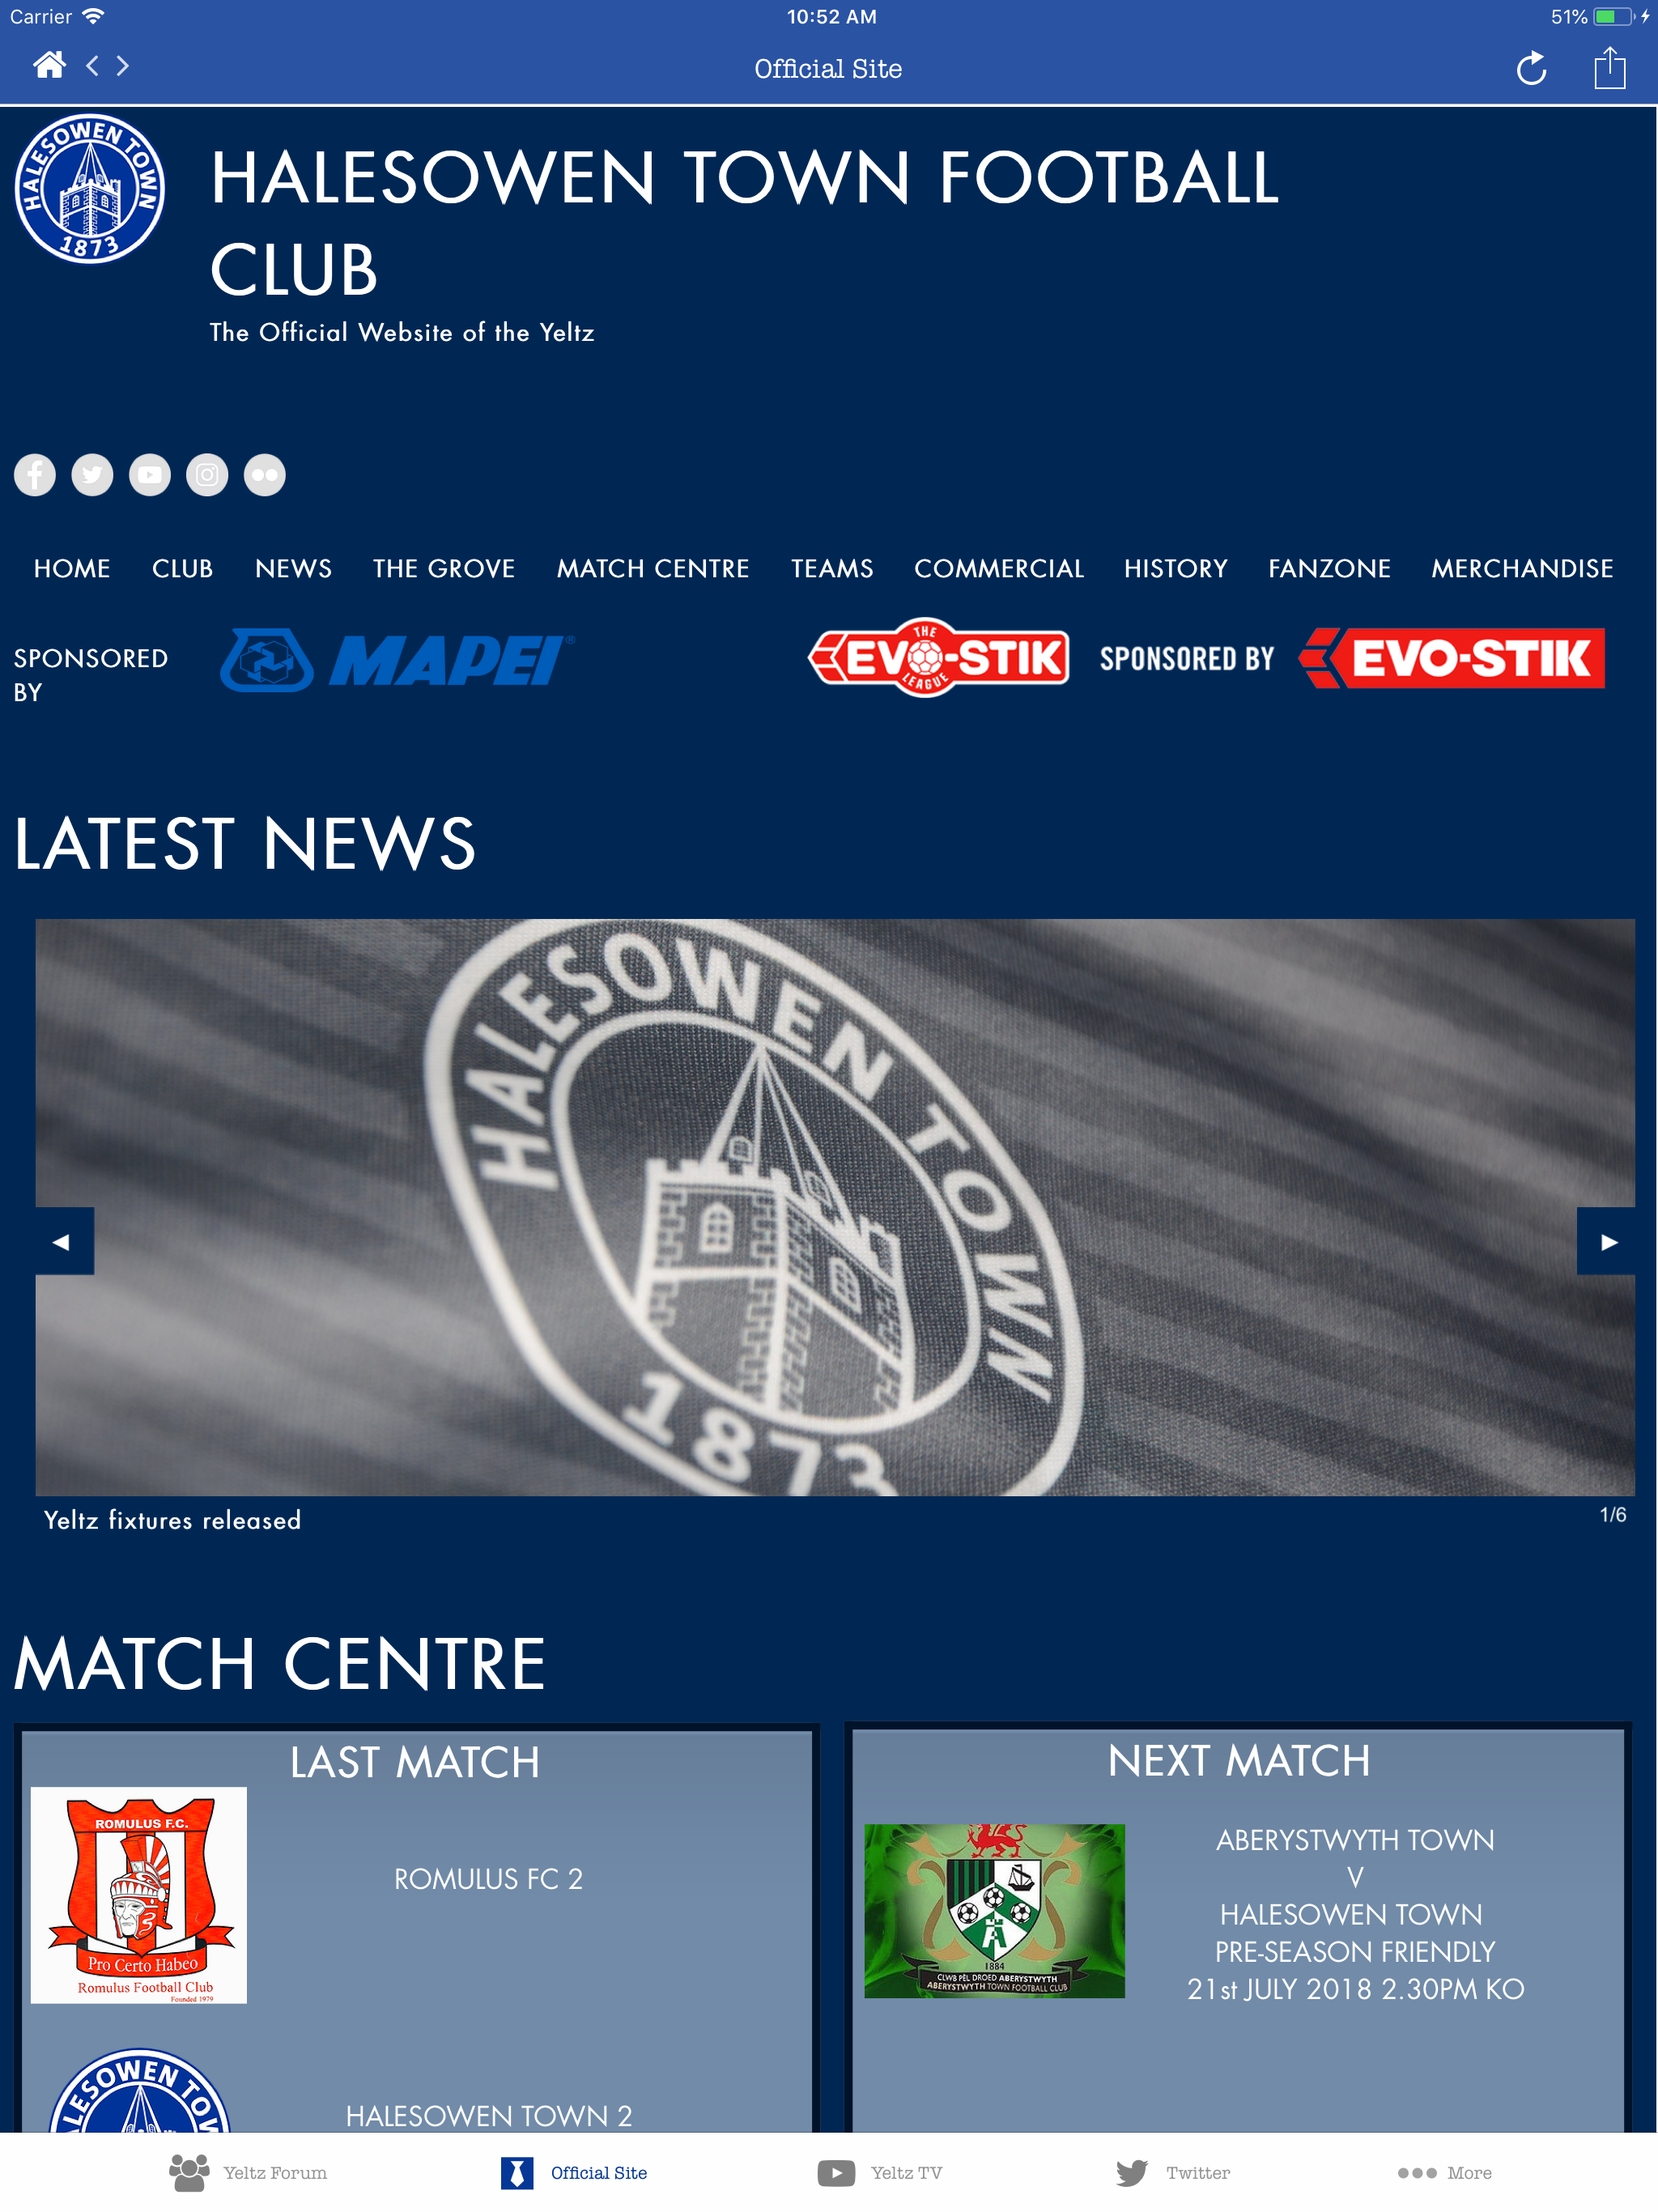 Carrier 10:52 AM 51%
Official Site
HALESOWEN TOWN 1873
HALESOWEN TOWN FOOTBALL
CLUB
The Official Website of the Yeltz
HOME CLUB NEWS THE GROVE MATCH CENTRE TEAMS COMMERCIAL HISTORY FANZONE MERCHANDISE
SPONSORED
BY
MAPEI®
THE
EVO-STIK
LEAGUE
SPONSORED BY
EVO-STIK
LATEST NEWS
HALESOWEN TOWN
1873
Yeltz fixtures released
1/6
MATCH CENTRE
LAST MATCH
ROMULUS F.C.
Pro Certo Habeo
Romulus Football Club
Founded 1979
ROMULUS FC 2
HALESOWEN TOWN 2
NEXT MATCH
1884
CLWB PÊL DROED ABERYSTWYTH
ABERYSTWYTH TOWN FOOTBALL CLUB
ABERYSTWYTH TOWN
V
HALESOWEN TOWN
PRE-SEASON FRIENDLY
21st JULY 2018 2.30PM KO
Yeltz Forum Official Site Yeltz TV Twitter More